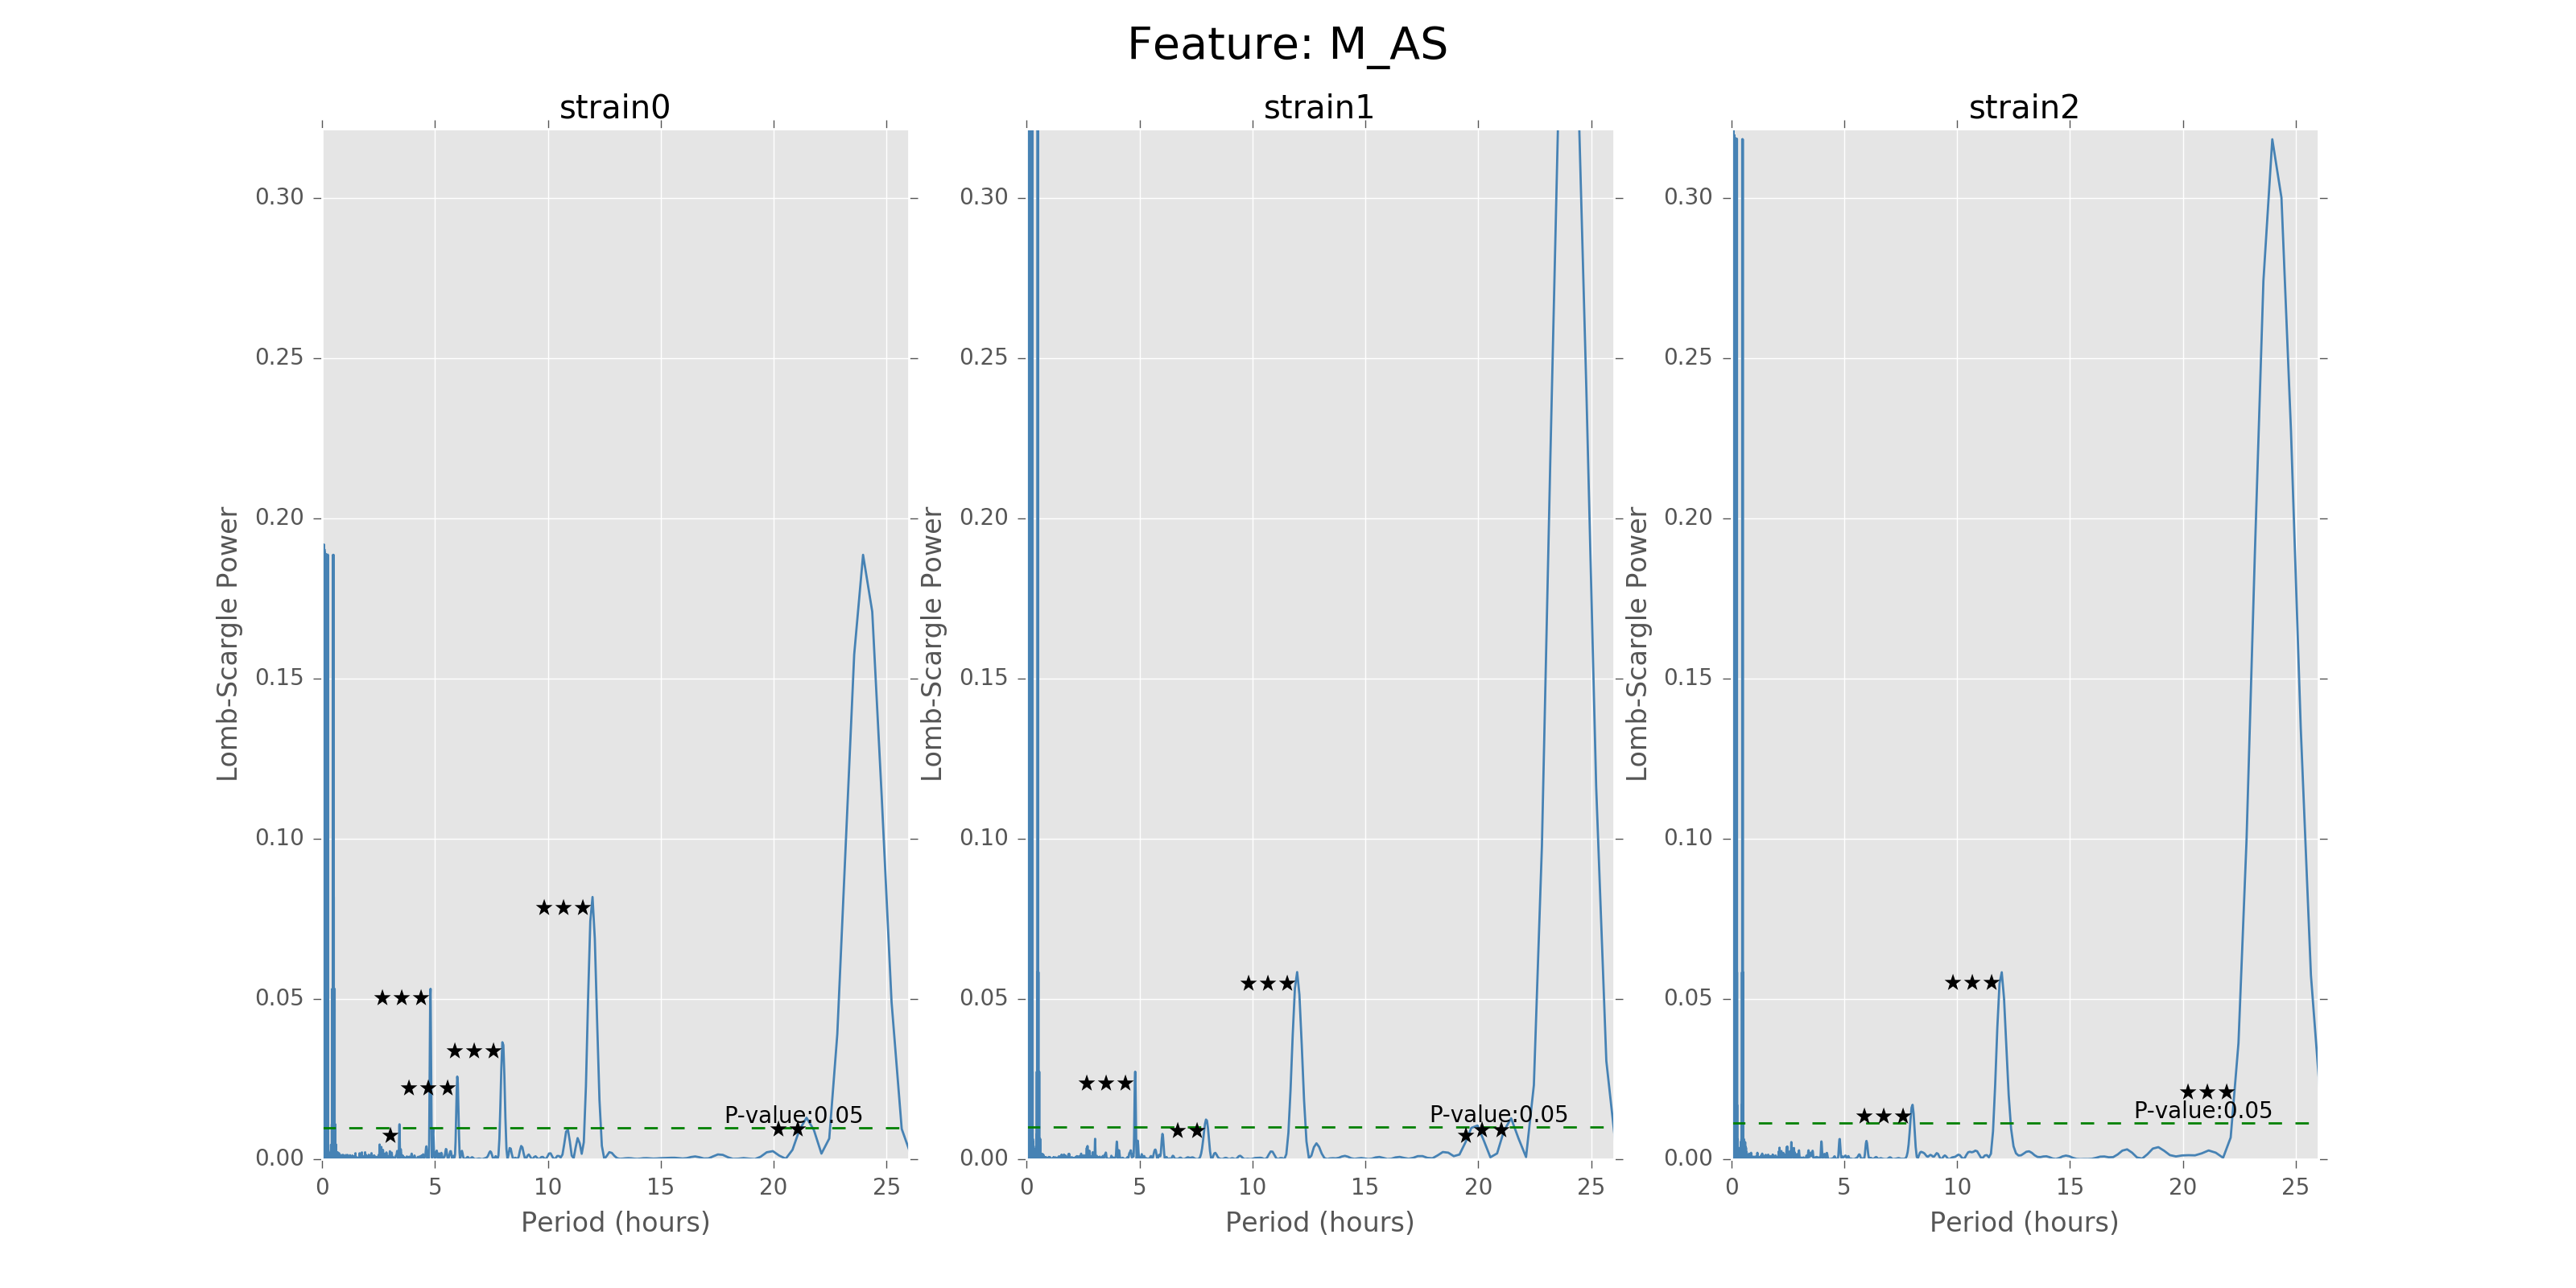 Feature: M_AS
strain0
Lomb-Scargle Power
0.30
0.25
0.20
0.15
0.10
0.05
0.00
★★★
★★★
★★★
★★★
★
P-value:0.05
★★
0 5 10 15 20 25
Period (hours)
strain1
Lomb-Scargle Power
0.30
0.25
0.20
0.15
0.10
0.05
0.00
★★★
★★★
★★
P-value:0.05
★★★
0 5 10 15 20 25
Period (hours)
strain2
Lomb-Scargle Power
0.30
0.25
0.20
0.15
0.10
0.05
0.00
★★★
★★★
★★★
P-value:0.05
0 5 10 15 20 25
Period (hours)